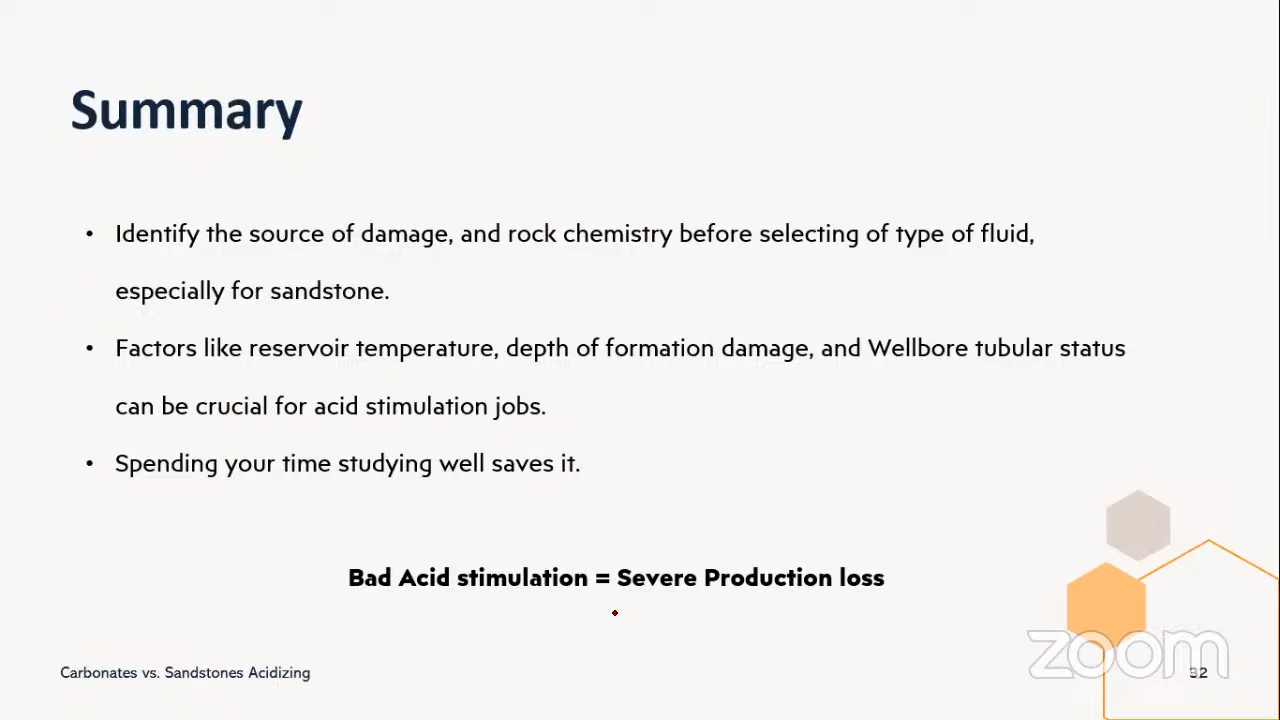 Summary
• Identify the source of damage, and rock chemistry before selecting of type of fluid,
especially for sandstone.
• Factors like reservoir temperature, depth of formation damage, and Wellbore tubular status
can be crucial for acid stimulation jobs.
• Spending your time studying well saves it.
Bad Acid stimulation = Severe Production loss
zoom
Carbonates vs. Sandstones Acidizing